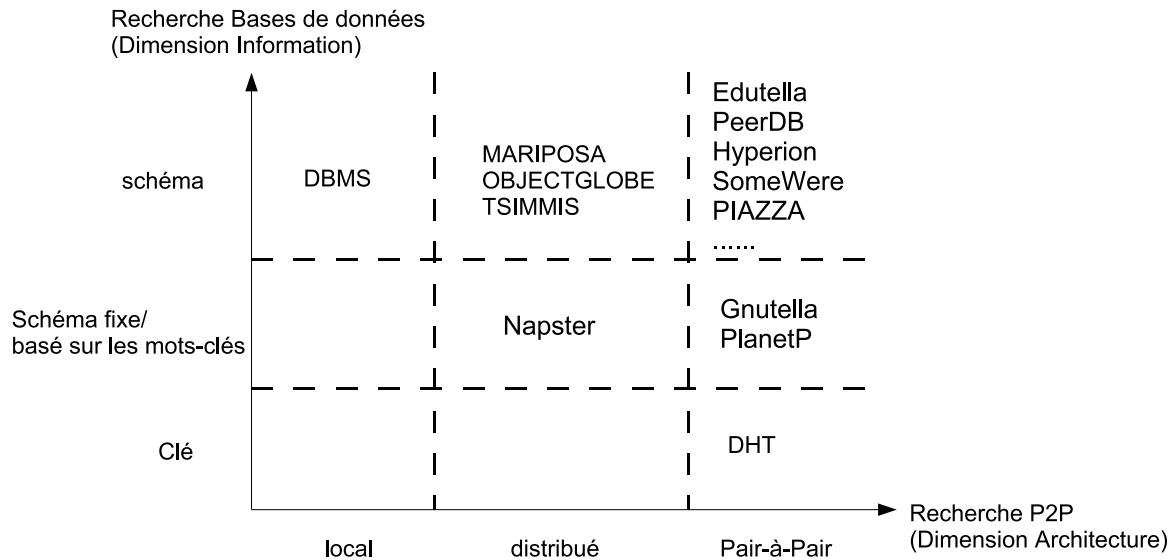 Recherche Bases de données
(Dimension Information)
schéma
DBMS
MARIPOSA
OBJECTGLOBE
TSIMMIS
Edutella
PeerDB
Hyperion
SomeWere
PIAZZA
......
Schéma fixe/
basé sur les mots-clés
Napster
Gnutella
PlanetP
Clé
DHT
Recherche P2P
(Dimension Architecture)
local
distribué
Pair-à-Pair